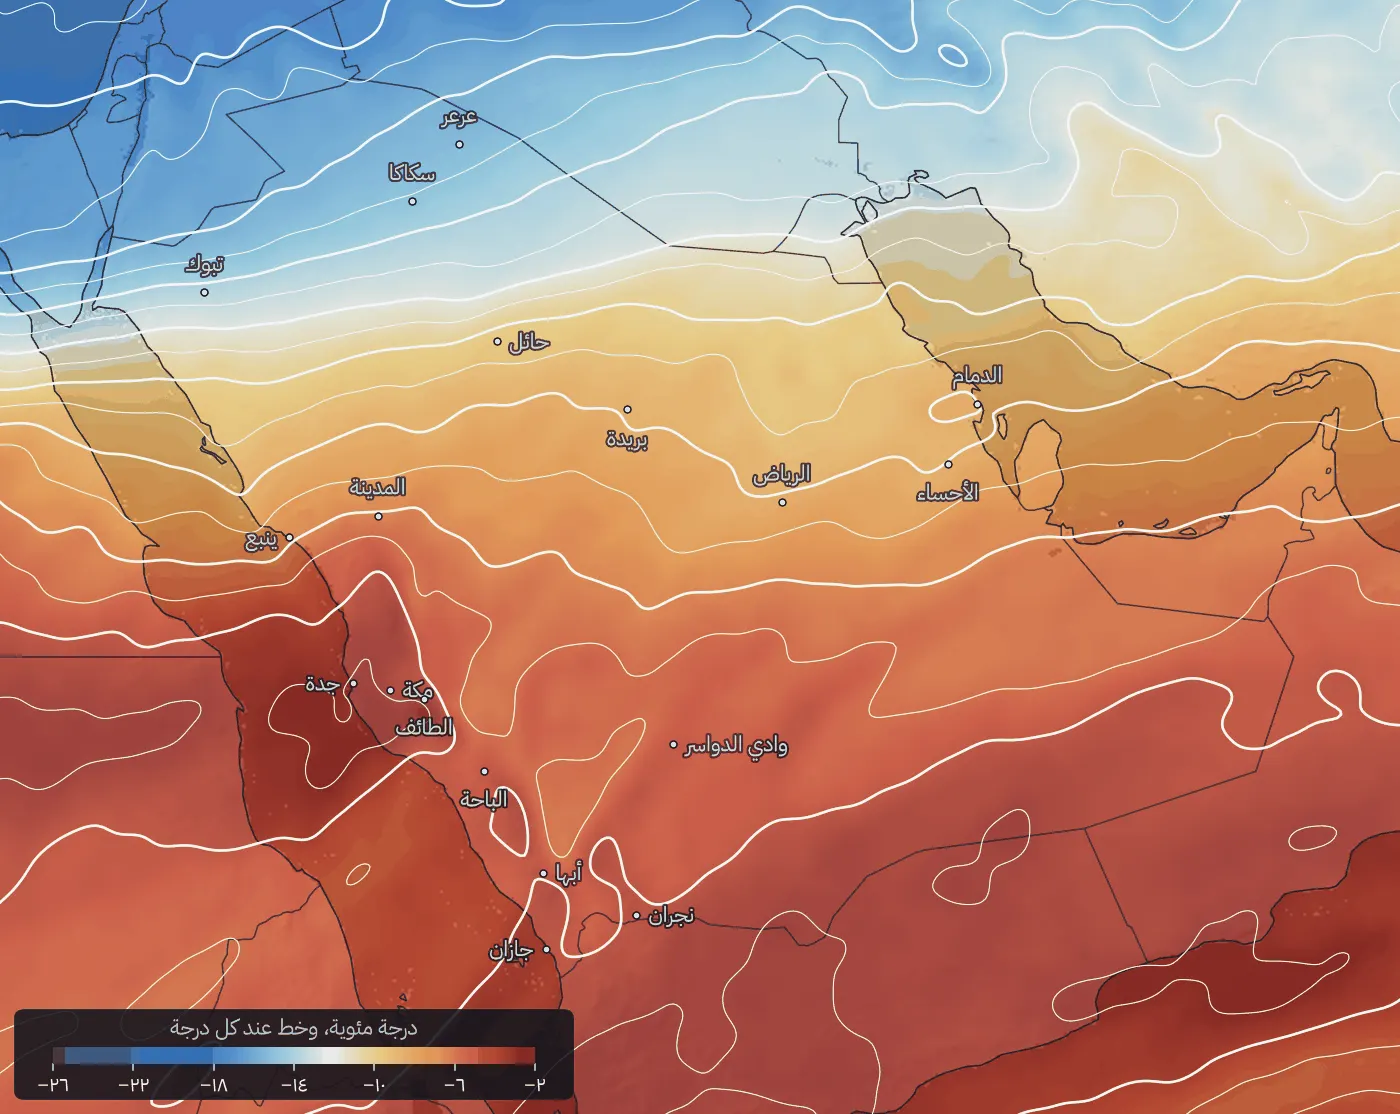 عرعر
سكاكا
تبوك
حائل
الدمام
بريدة
الرياض
الأحساء
المدينة
ينبع
جدة
مكة
الطائف
وادي الدواسر
الباحة
أبها
نجران
جازان
درجة مئوية، وخط عند كل درجة
−٢٦ −٢٢ −١٨ −١٤ −١٠ −٦ −٢